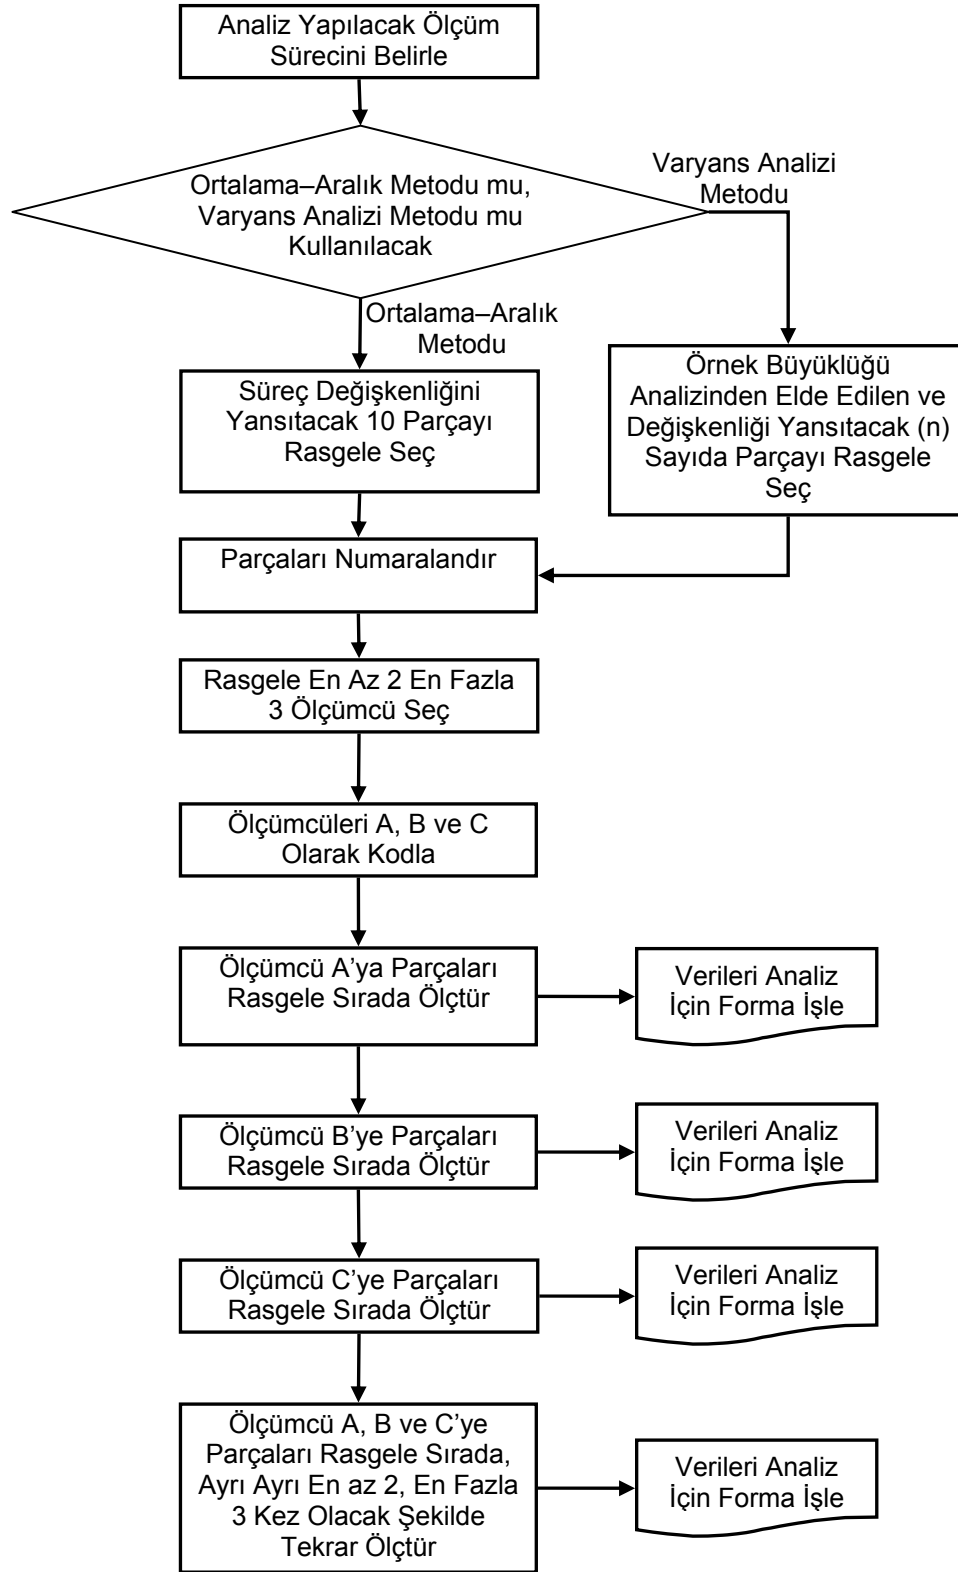 Analiz Yapılacak Ölçüm
Sürecini Belirle
Ortalama–Aralık Metodu mu,
Varyans Analizi Metodu mu
Kullanılacak
Varyans Analizi
Metodu
Ortalama–Aralık
Metodu
Süreç Değişkenliğini
Yansıtacak 10 Parçayı
Rasgele Seç
Örnek Büyüklüğü
Analizinden Elde Edilen ve
Değişkenliği Yansıtacak (n)
Sayıda Parçayı Rasgele
Seç
Parçaları Numaralandır
Rasgele En Az 2 En Fazla
3 Ölçümcü Seç
Ölçümcüleri A, B ve C
Olarak Kodla
Ölçümcü A’ya Parçaları
Rasgele Sırada Ölçtür
Verileri Analiz
İçin Forma İşle
Ölçümcü B’ye Parçaları
Rasgele Sırada Ölçtür
Verileri Analiz
İçin Forma İşle
Ölçümcü C’ye Parçaları
Rasgele Sırada Ölçtür
Verileri Analiz
İçin Forma İşle
Ölçümcü A, B ve C’ye
Parçaları Rasgele Sırada,
Ayrı Ayrı En az 2, En Fazla
3 Kez Olacak Şekilde
Tekrar Ölçtür
Verileri Analiz
İçin Forma İşle